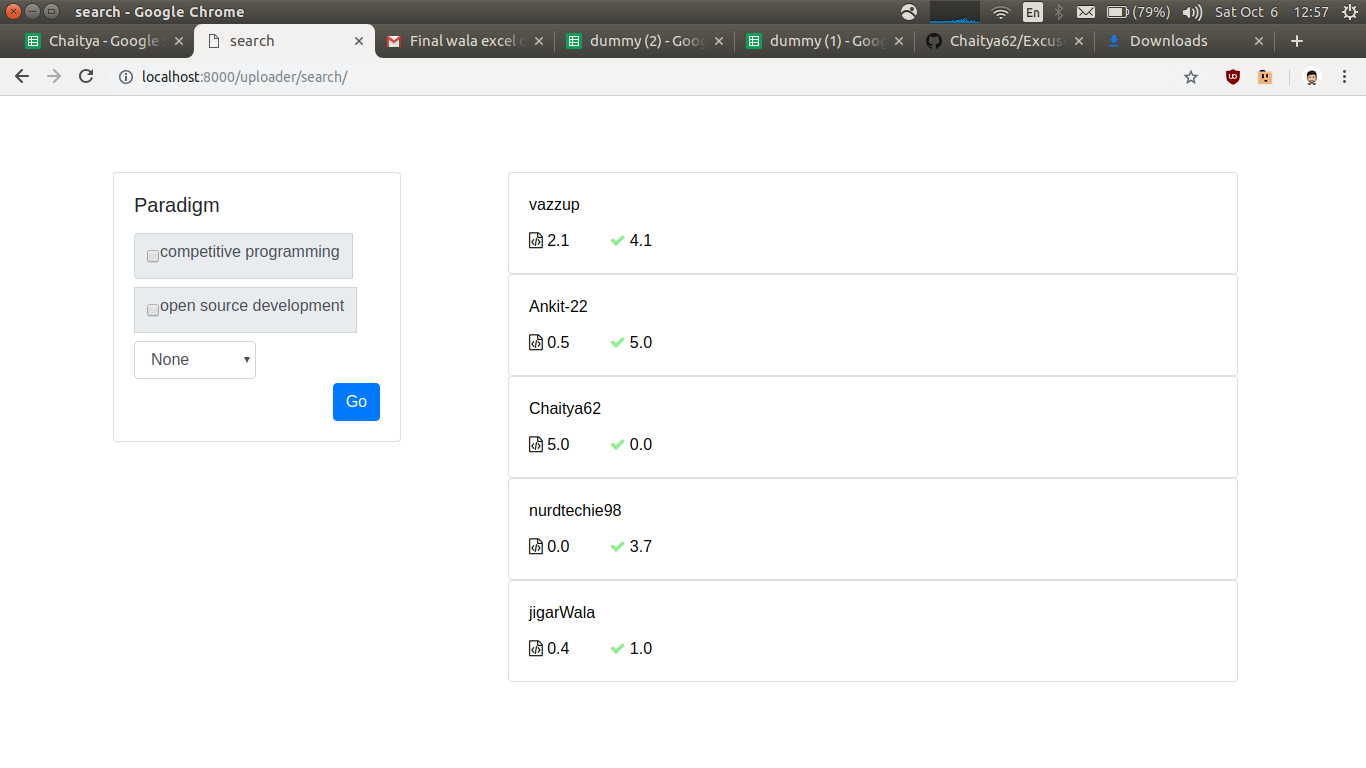 search - Google Chrome
En
(79%)
Sat Oct 6
12:57
Chaitya - Google
search
Final wala excel
dummy (2) - Goog
dummy (1) - Goog
Chaitya62/Excus
Downloads
localhost:8000/uploader/search/
Paradigm
competitive programming
open source development
None
Go
vazzup
2.1 4.1
Ankit-22
0.5 5.0
Chaitya62
5.0 0.0
nurdtechie98
0.0 3.7
jigarWala
0.4 1.0